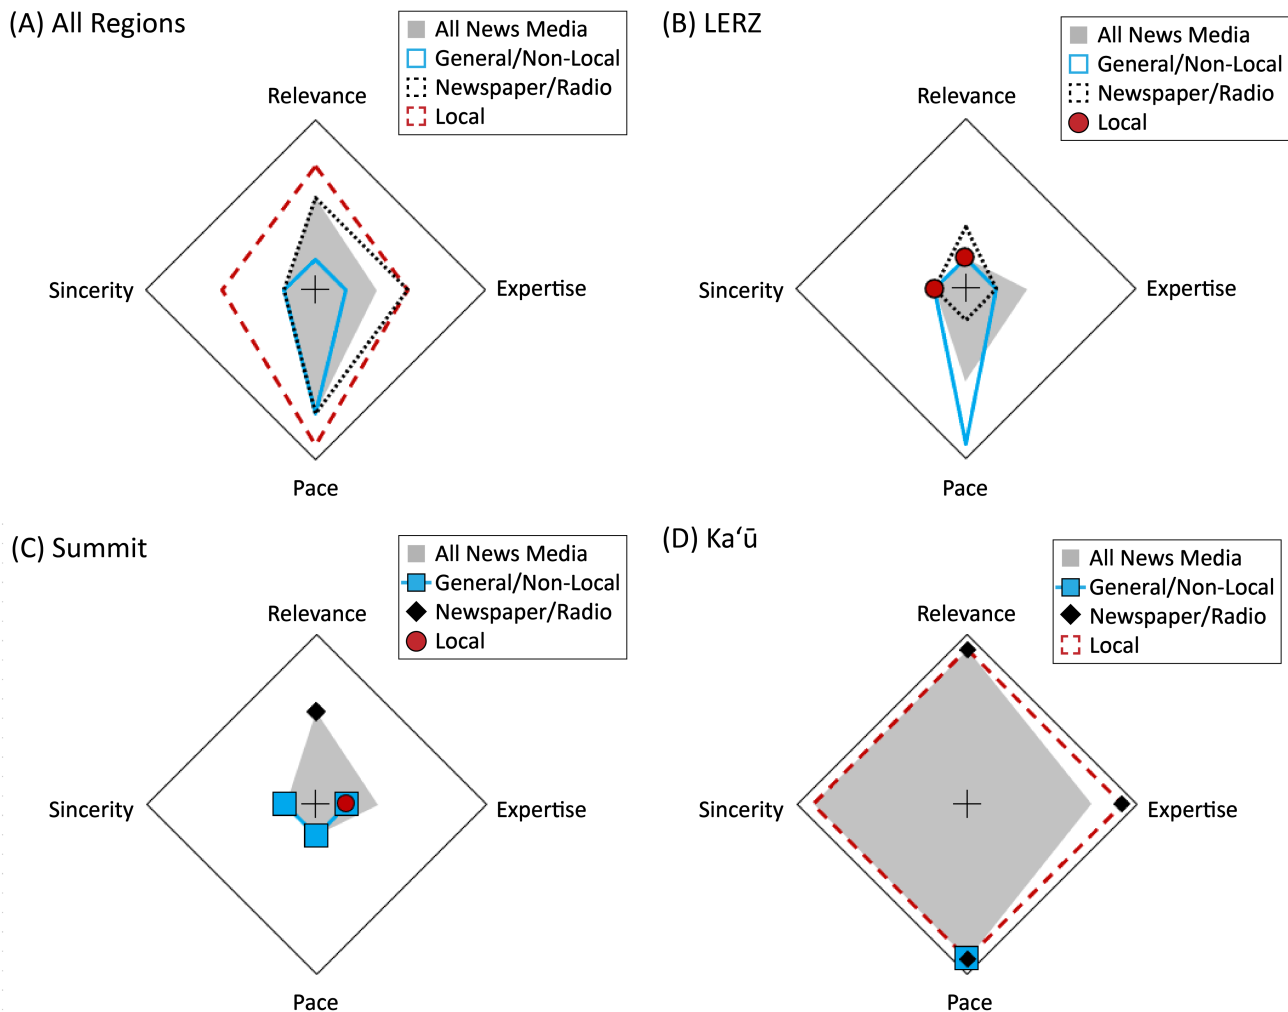 (A) All Regions
All News Media
General/Non-Local
Newspaper/Radio
Local
Relevance
Sincerity
Expertise
Pace
(B) LERZ
All News Media
General/Non-Local
Newspaper/Radio
Local
Relevance
Sincerity
Expertise
Pace
(C) Summit
All News Media
General/Non-Local
Newspaper/Radio
Local
Relevance
Sincerity
Expertise
Pace
(D) Kaʻū
All News Media
General/Non-Local
Newspaper/Radio
Local
Relevance
Sincerity
Expertise
Pace